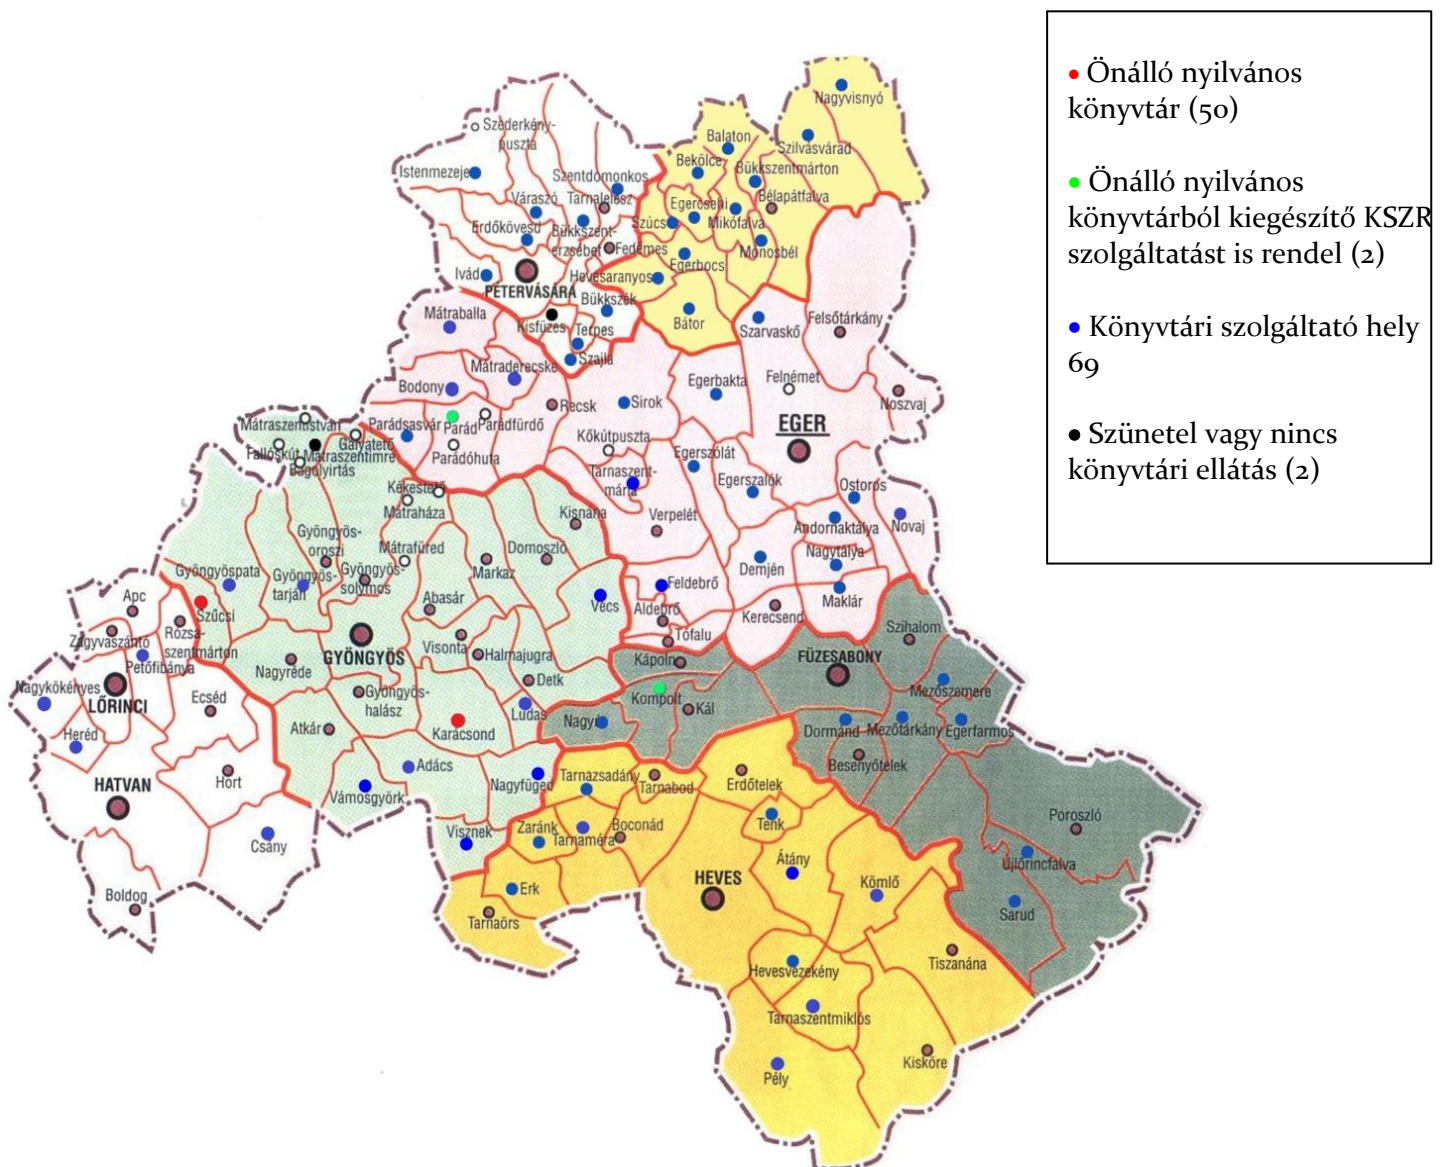 • Önálló nyilvános
könyvtár (50)
• Önálló nyilvános
könyvtárból kiegészítő KSZR
szolgáltatást is rendel (2)
• Könyvtári szolgáltató hely
69
• Szünetel vagy nincs
könyvtári ellátás (2)
Nagyvisnyó
Szederkény-
puszta
Balaton
Szilvásvárad
Istenmezeje
Bekölce
Bükkszentmárton
Szentdomonkos
Váraszó
Tarnalelesz
Egercsehi
Bélapátfalva
Erdőkövesd
Bükkszent-
erzsébet
Szúcs
Mikófalva
Fedémes
Mónosbél
Egerbocs
Ivád
Hevesaranyos
PÉTERVÁSÁRA
Bükkszék
Mátraballa
Kisfüzes
Terpes
Bátor
Szarvaskő
Felsőtárkány
Szajla
Mátraderecske
Bodony
Egerbakta
Felnémet
Noszvaj
Recsk
Sirok
Mátraszentistván
Parádsasvár
Parád
Parádfürdő
EGER
Galyatető
Fallóskút
Mátraszentimre
Bagolyirtás
Parádóhuta
Kőkútpuszta
Egerszólát
Tarnaszent-
mária
Egerszalók
Ostoros
Kékestető
Mátraháza
Kisnána
Verpelét
Andornaktálya
Novaj
Gyöngyös-
oroszi
Mátrafüred
Domoszló
Nagytálya
Gyöngyöspata
Gyöngyös-
tarján
Gyöngyös-
solymos
Markaz
Demjén
Feldebrő
Maklár
Apc
Szűcsi
Abasár
Vécs
Aldebrő
Kerecsend
Rózsa-
szentmárton
Zagyvaszántó
Tófalu
Szihalom
Petőfibánya
GYÖNGYÖS
Visonta
Halmajugra
Kápolna
FÜZESABONY
Nagyréde
Detk
Nagykökényes
LŐRINCI
Ecséd
Gyöngyös-
halász
Kompolt
Kál
Mezőszemere
Heréd
Atkár
Karácsond
Ludas
Nagyút
Dormánd
Mezőtárkány
Egerfarmos
Besenyőtelek
HATVAN
Hort
Adács
Vámosgyörk
Nagyfüged
Tarnazsadány
Tarnabod
Erdőtelek
Poroszló
Csány
Visznek
Zaránk
Tarnaméra
Boconád
Tenk
Újlőrincfalva
Átány
HEVES
Kömlő
Boldog
Erk
Sarud
Tarnaörs
Tiszanána
Hevesvezekény
Tarnaszentmiklós
Kisköre
Pély